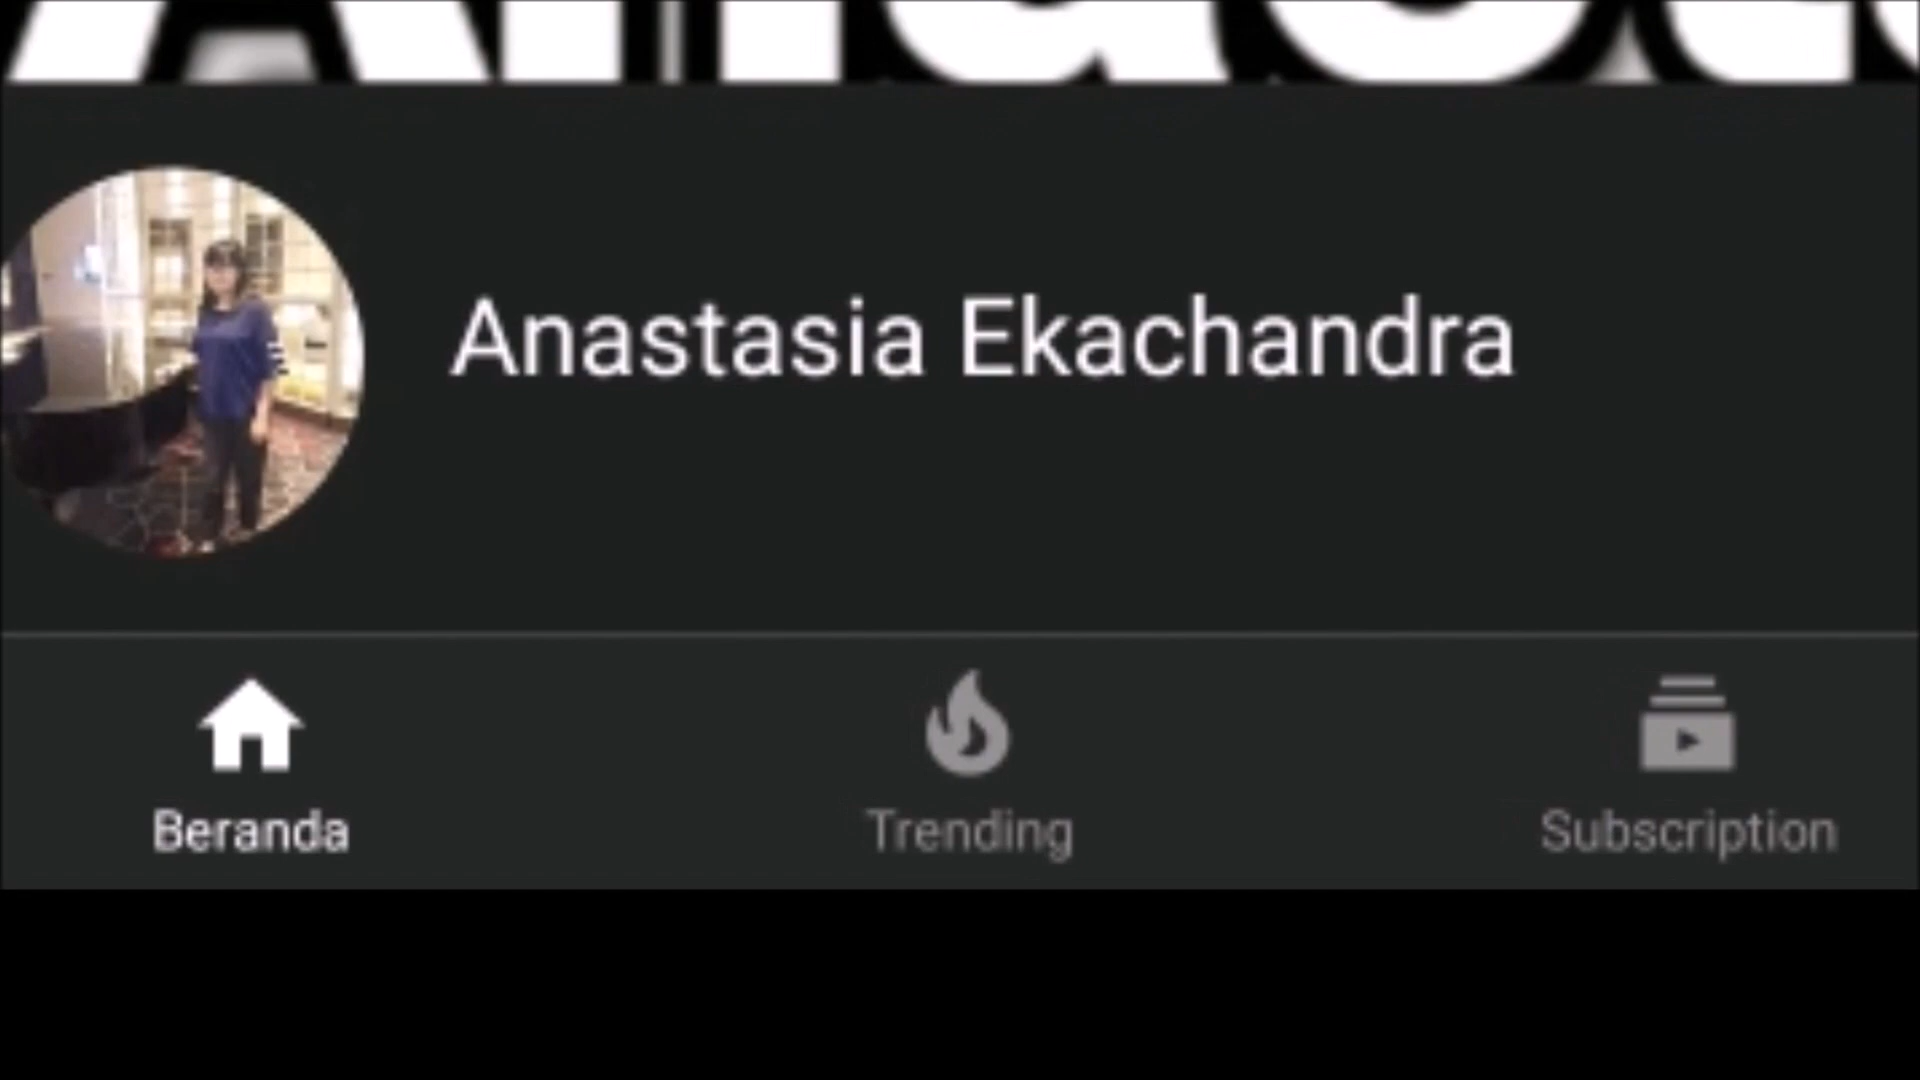 Anastasia Ekachandra
Beranda
Trending
Subscription